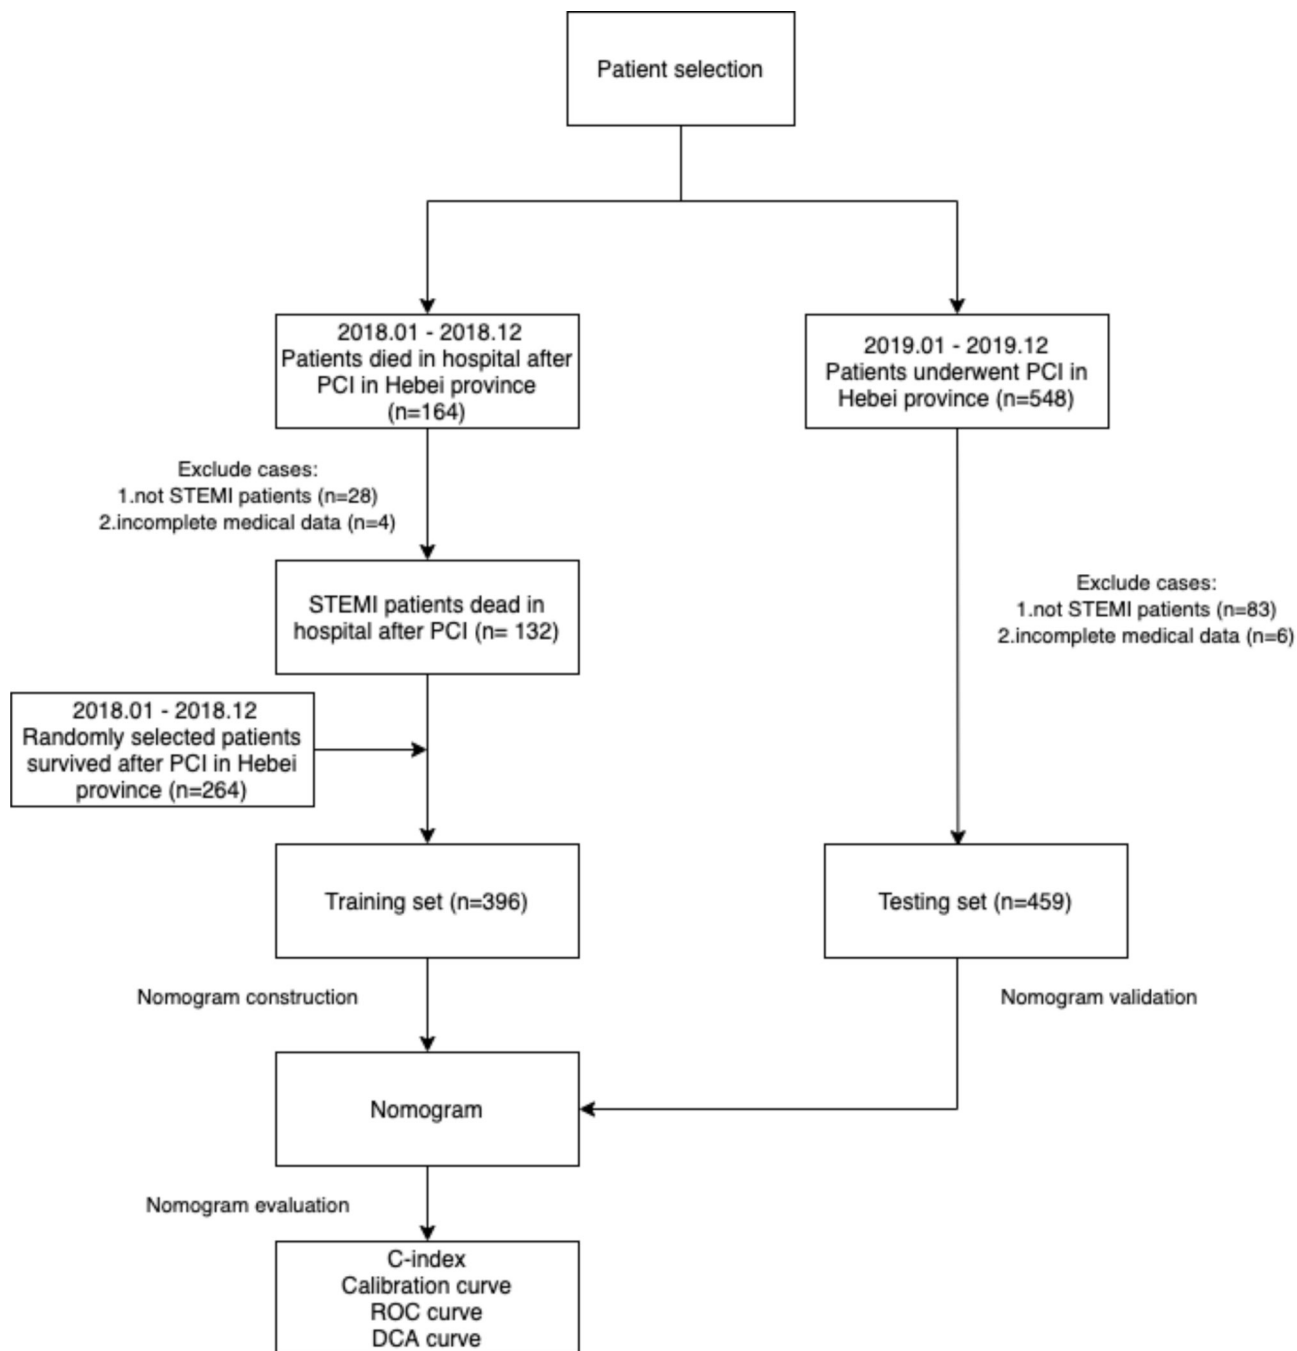 Patient selection
2018.01 - 2018.12
Patients died in hospital after
PCI in Hebei province
(n=164)
2019.01 - 2019.12
Patients underwent PCI in
Hebei province (n=548)
Exclude cases:
1.not STEMI patients (n=28)
2.incomplete medical data (n=4)
STEMI patients dead in
hospital after PCI (n= 132)
Exclude cases:
1.not STEMI patients (n=83)
2.incomplete medical data (n=6)
2018.01 - 2018.12
Randomly selected patients
survived after PCI in Hebei
province (n=264)
Training set (n=396)
Testing set (n=459)
Nomogram construction
Nomogram validation
Nomogram
Nomogram evaluation
C-index
Calibration curve
ROC curve
DCA curve